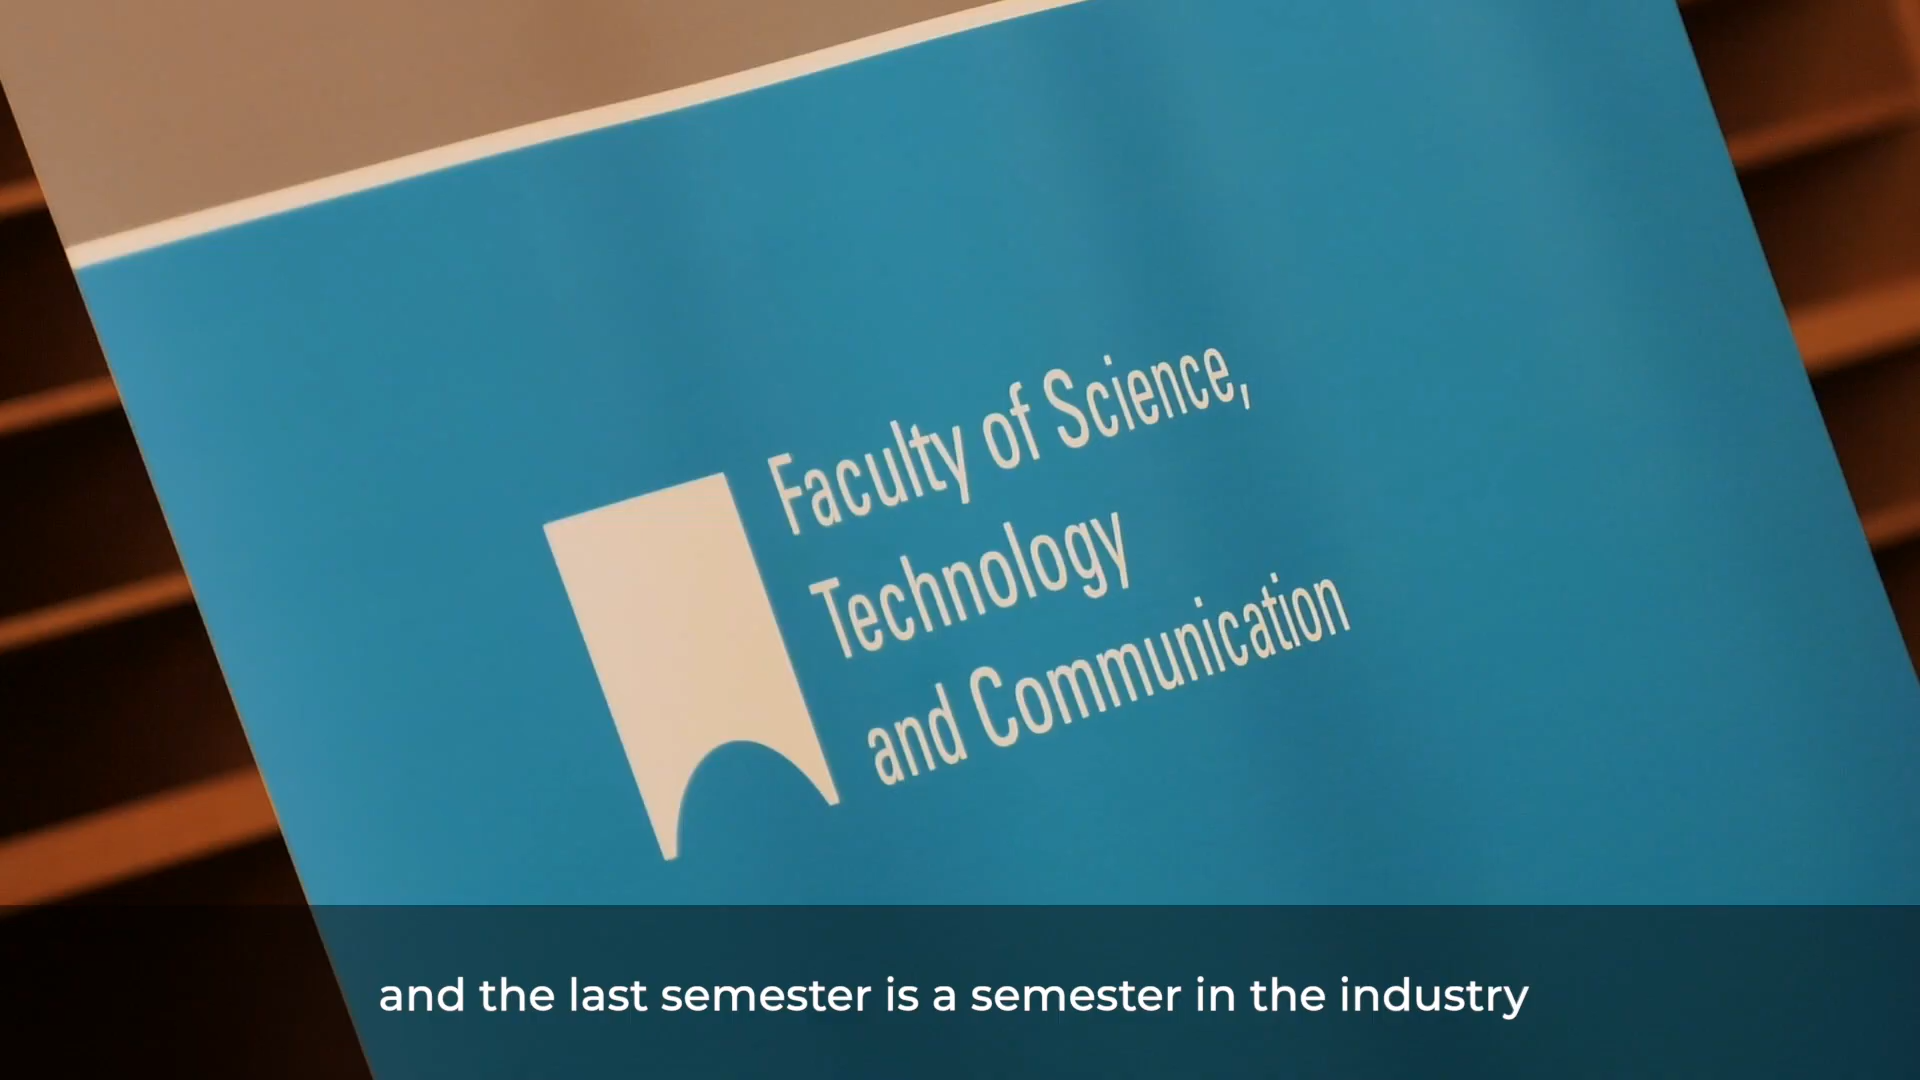 Faculty of Science,
Technology
and Communication
and the last semester is a semester in the industry